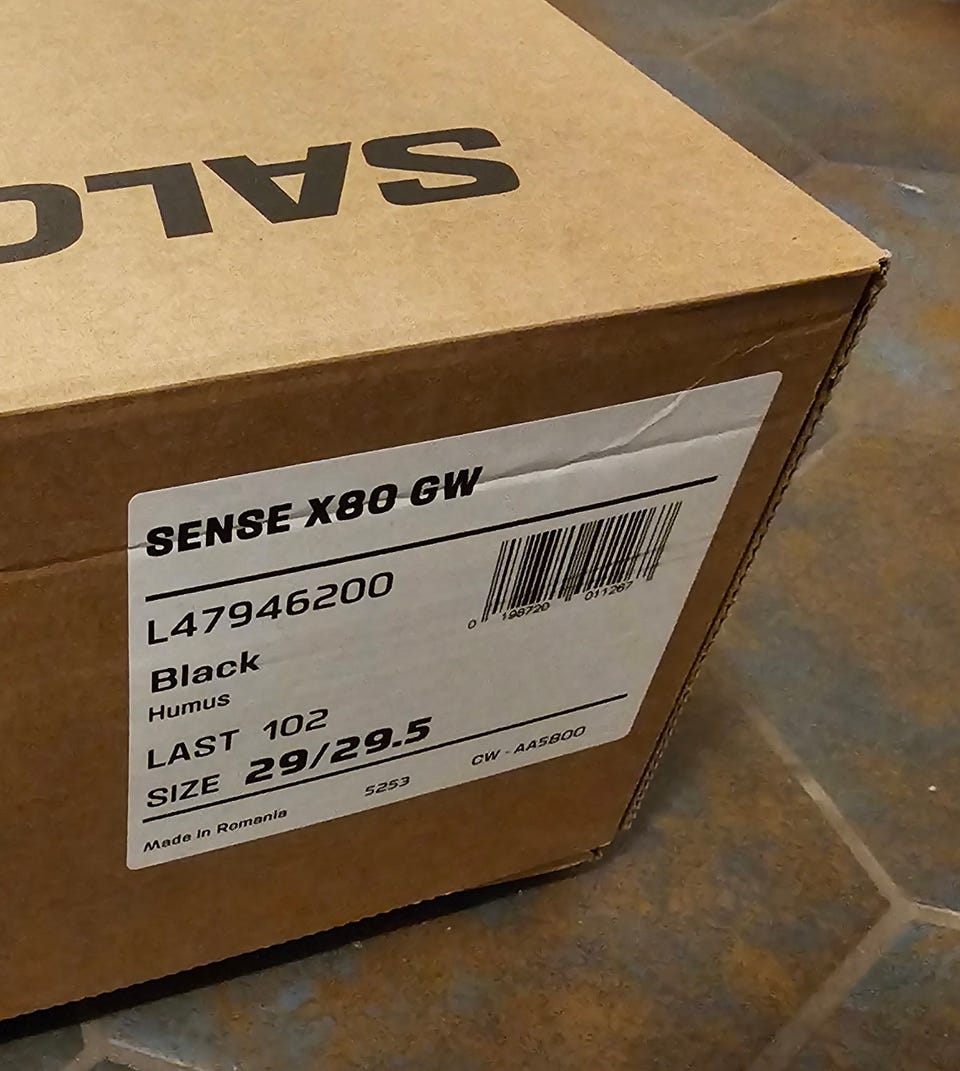 SALO
SENSE X80 GW
L47946200
0 198720 011267
Black
Humus
LAST 102
SIZE 29/29.5
Made in Romania 5253 CW - AA5800